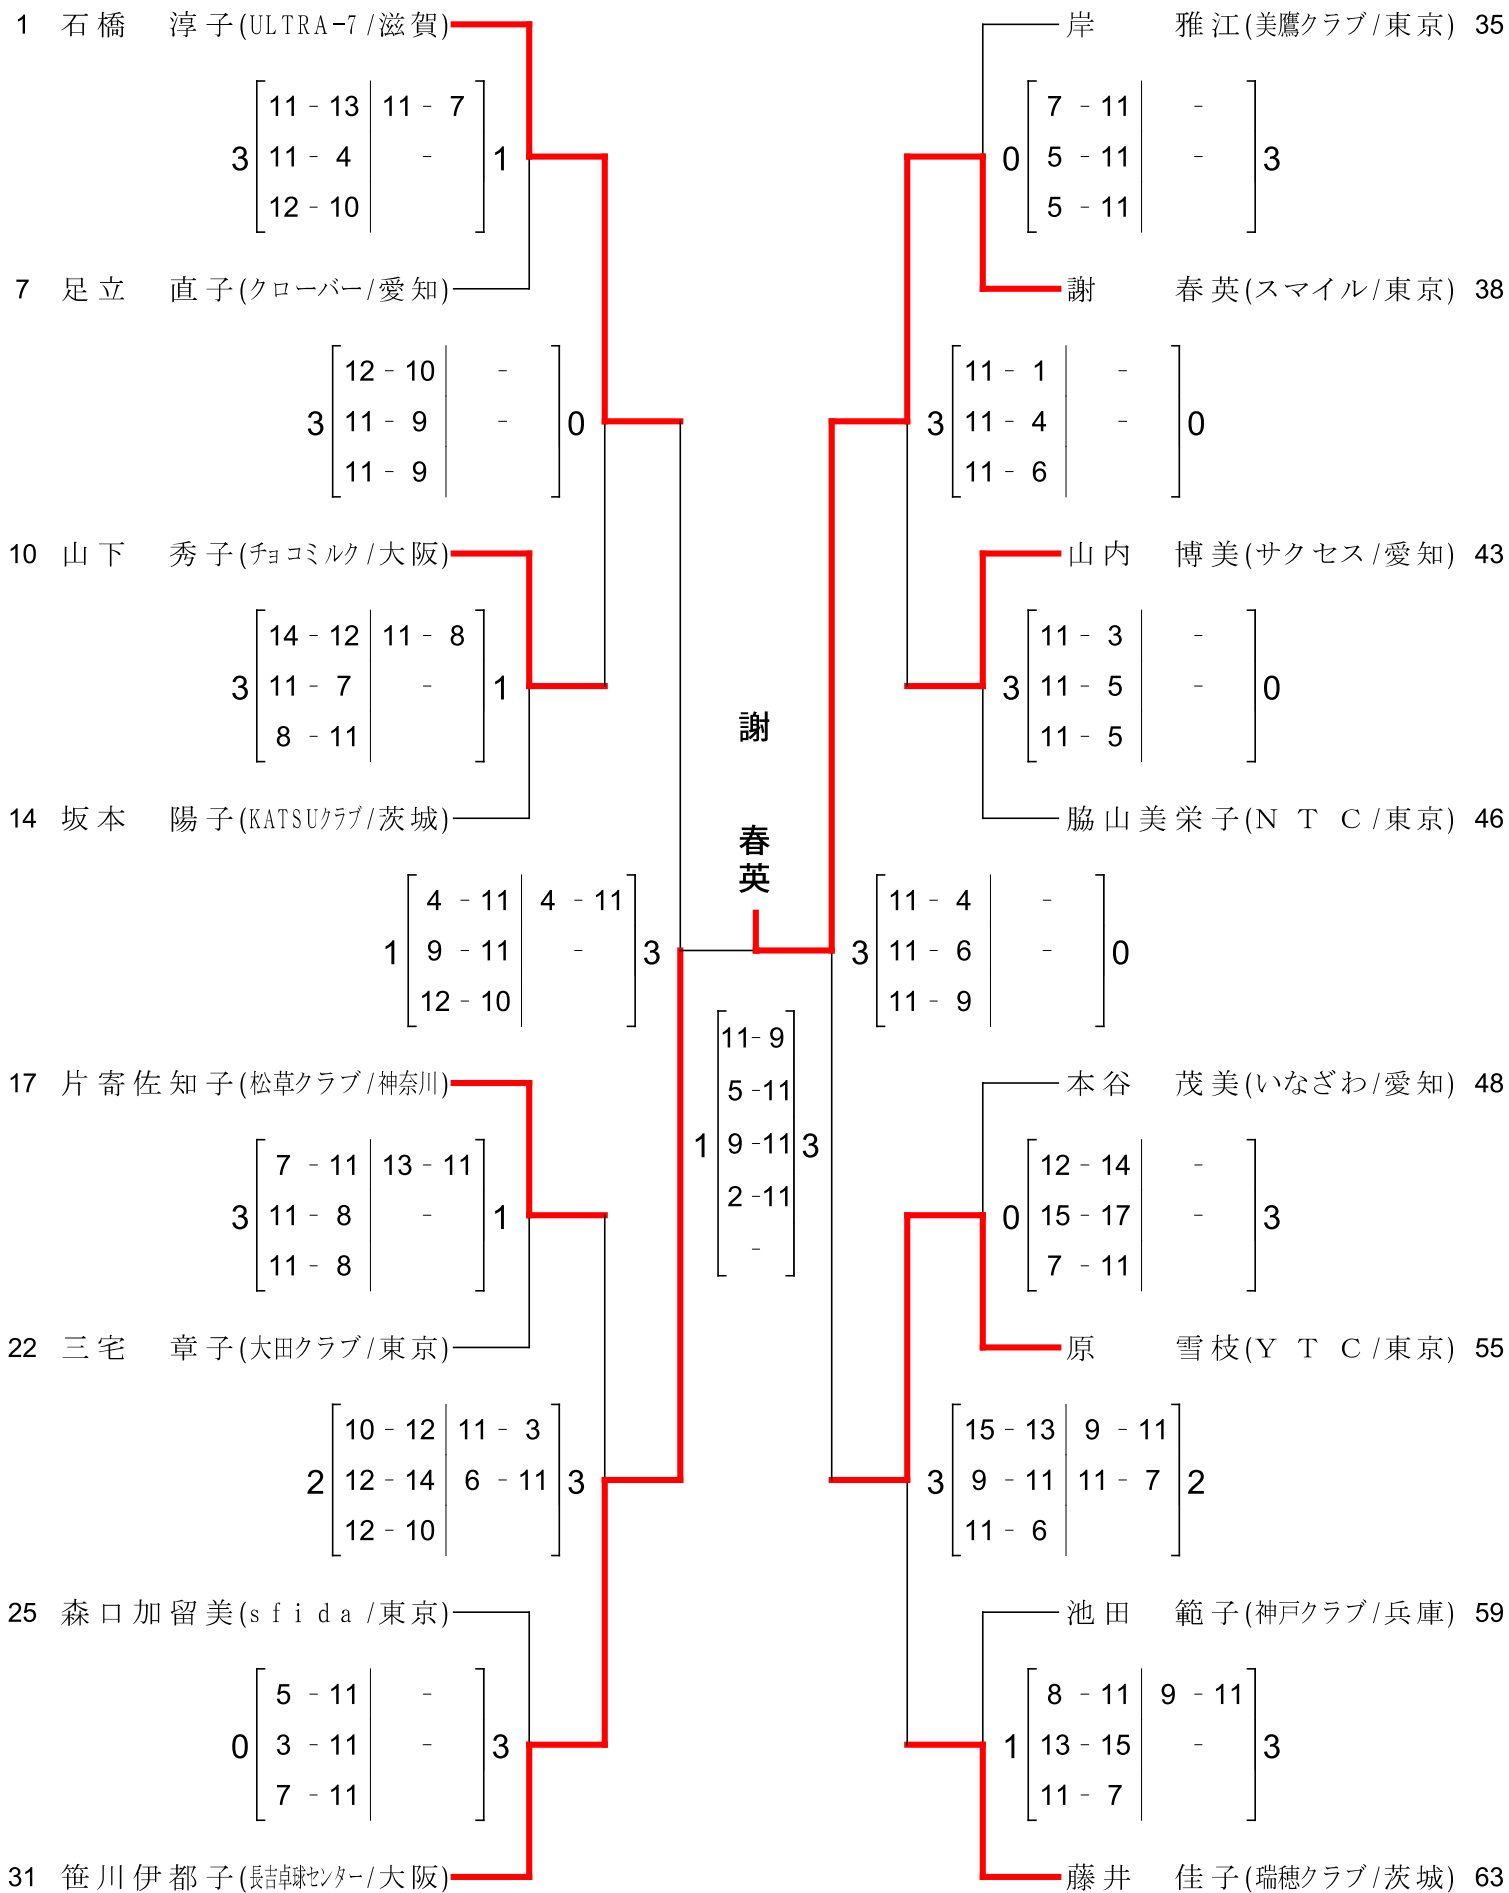 1 石橋 淳子(ULTRA-7/滋賀)
3 11 - 13 11 - 7 1
11 - 4 -
12 - 10
7 足立 直子(クローバー/愛知)
3 12 - 10 - 0
11 - 9 -
11 - 9
10 山下 秀子(チョコミルク/大阪)
3 14 - 12 11 - 8 1
11 - 7 -
8 - 11
14 坂本 陽子(KATSUクラブ/茨城)
1 4 - 11 4 - 11 3
9 - 11 -
12 - 10
17 片寄佐知子(松草クラブ/神奈川)
3 7 - 11 13 - 11 1
11 - 8 -
11 - 8
22 三宅 章子(大田クラブ/東京)
2 10 - 12 11 - 3 3
12 - 14 6 - 11
12 - 10
25 森口加留美(sfida/東京)
0 5 - 11 - 3
3 - 11 -
7 - 11
31 笹川伊都子(長吉卓球センター/大阪)
謝 春英
1 11 - 9 3
5 - 11
9 - 11
2 - 11
-
岸 雅江(美鷹クラブ/東京) 35
0 7 - 11 - 3
5 - 11 -
5 - 11
謝 春英(スマイル/東京) 38
3 11 - 1 - 0
11 - 4 -
11 - 6
山内 博美(サクセス/愛知) 43
3 11 - 3 - 0
11 - 5 -
11 - 5
脇山美栄子(NTC/東京) 46
3 11 - 4 - 0
11 - 6 -
11 - 9
本谷 茂美(いなざわ/愛知) 48
0 12 - 14 - 3
15 - 17 -
7 - 11
原 雪枝(YTC/東京) 55
3 15 - 13 9 - 11 2
9 - 11 11 - 7
11 - 6
池田 範子(神戸クラブ/兵庫) 59
1 8 - 11 9 - 11 3
13 - 15 -
11 - 7
藤井 佳子(瑞穂クラブ/茨城) 63